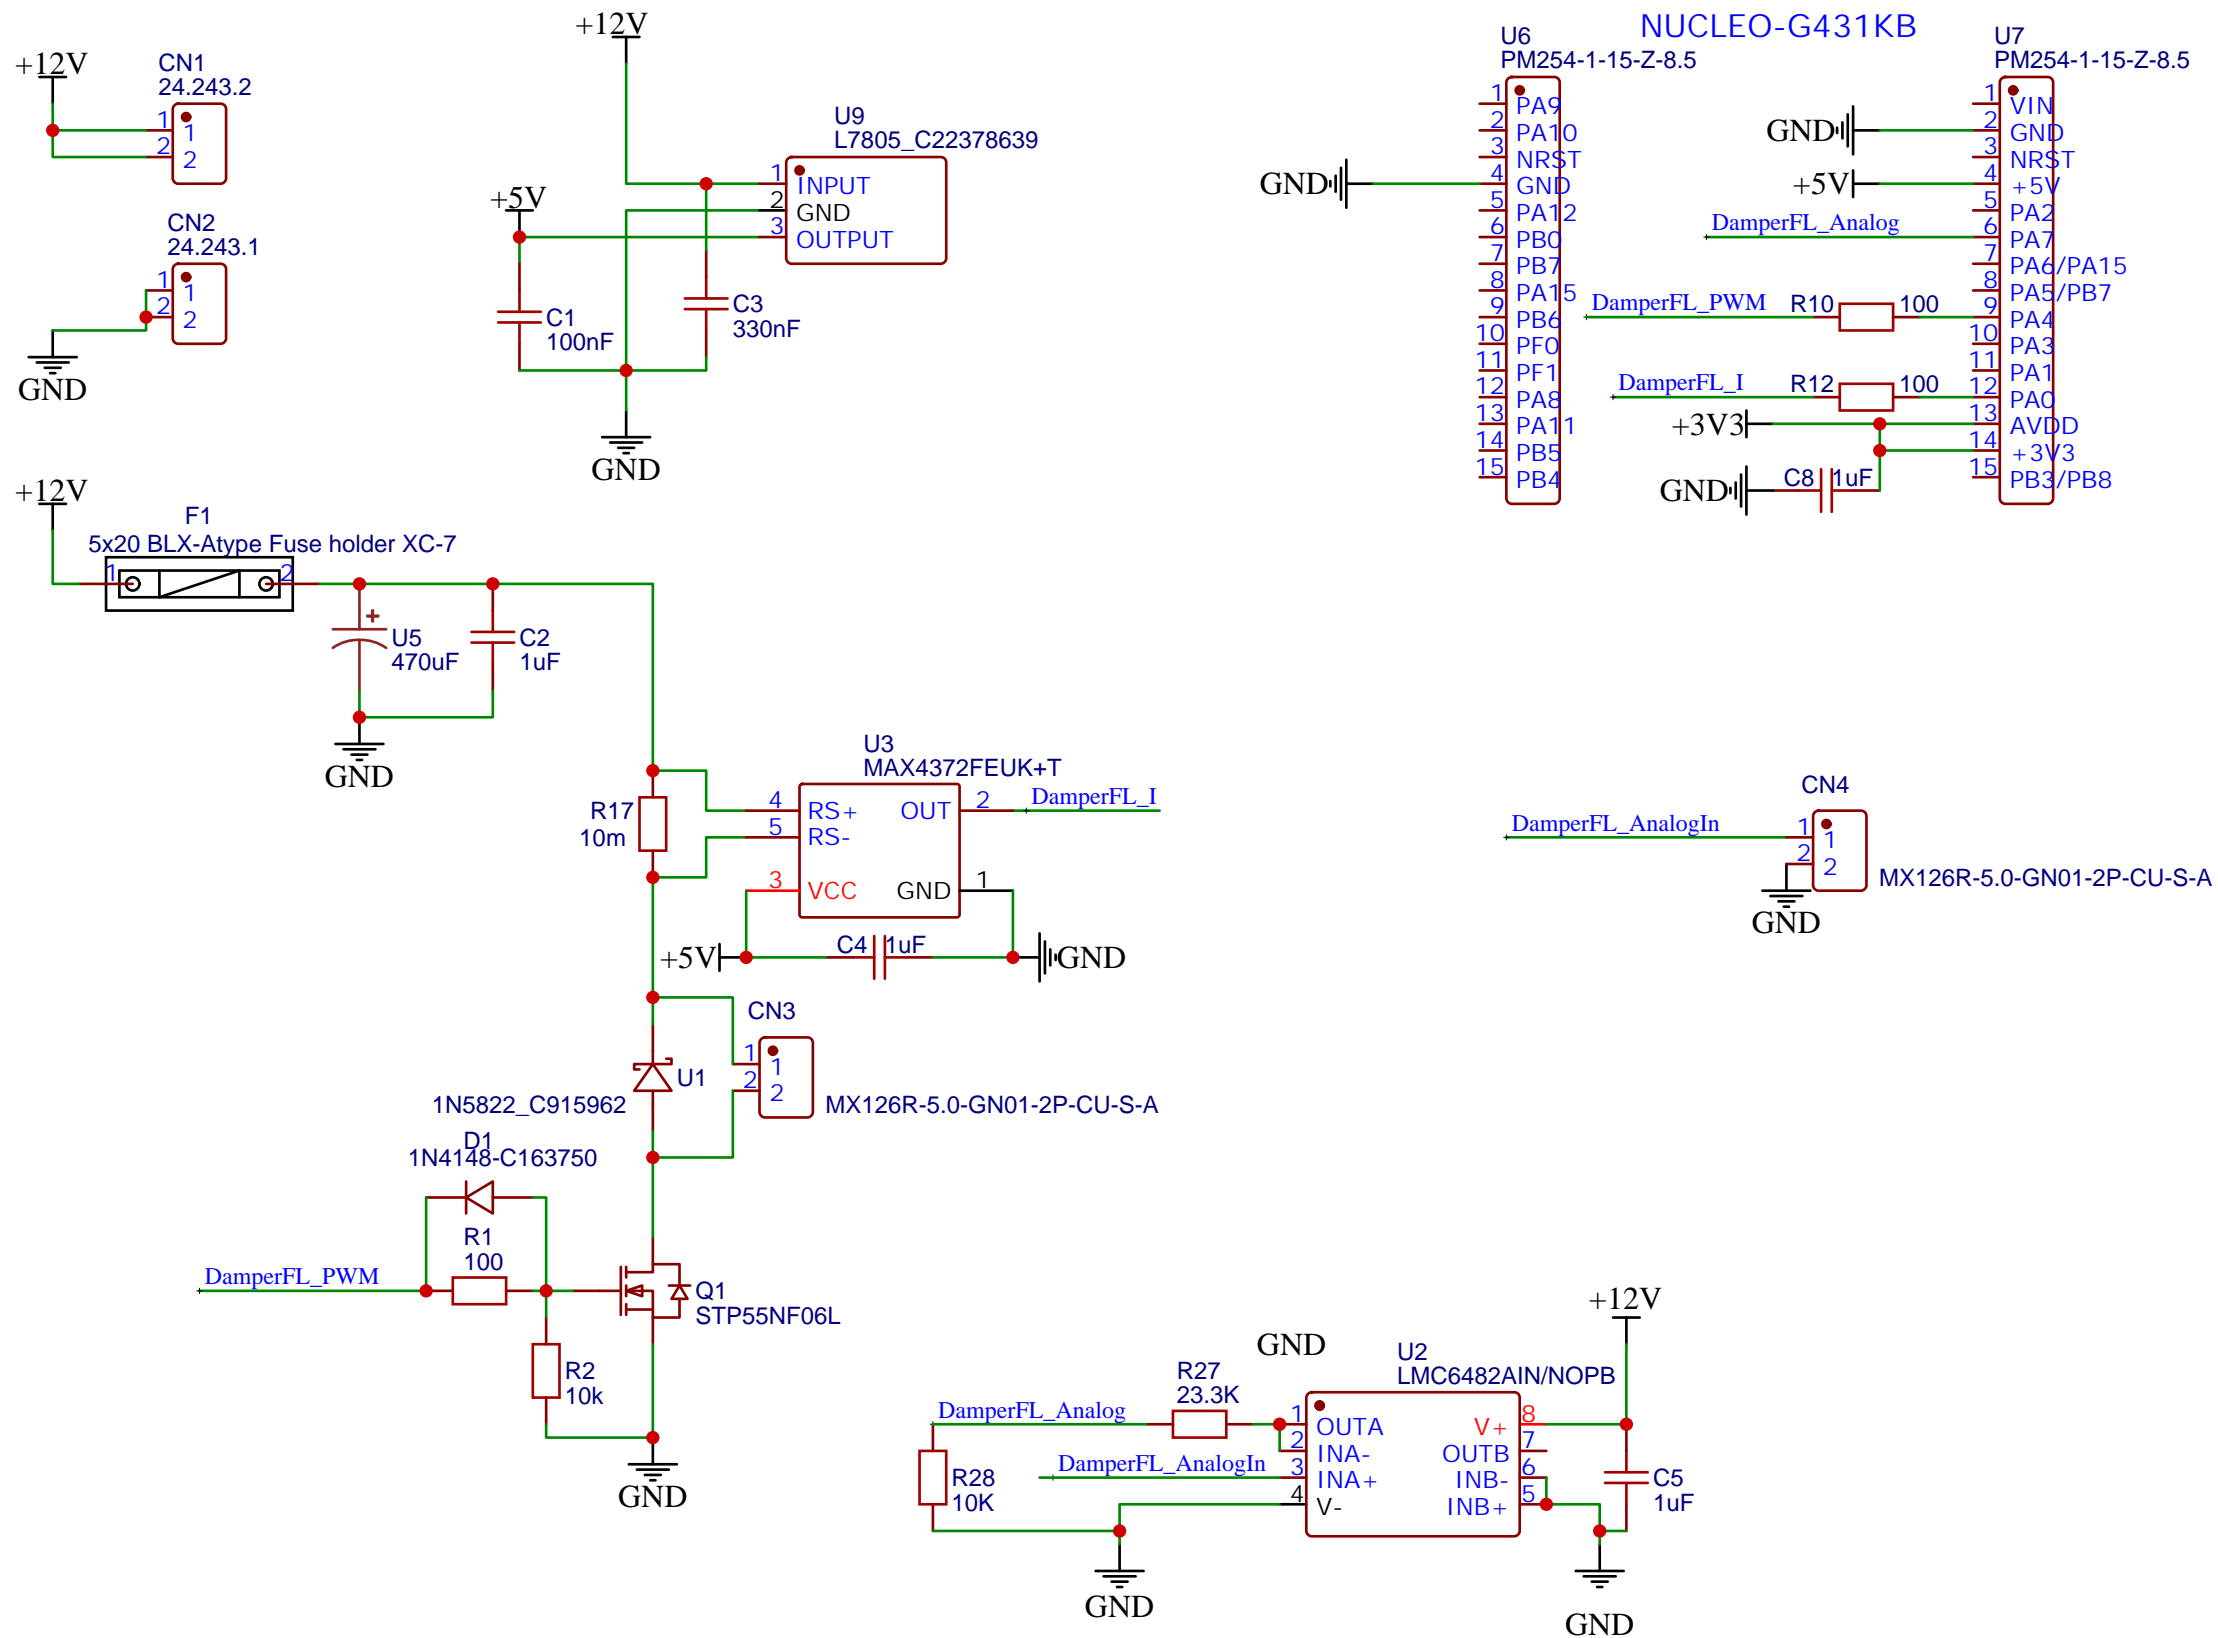 +12V
CN1
24.243.2
1
2
1
2
CN2
24.243.1
1
2
1
2
GND
+12V
+5V
U9
L7805_C22378639
1
2
3
INPUT
GND
OUTPUT
C1
100nF
C3
330nF
GND
NUCLEO-G431KB
U6
PM254-1-15-Z-8.5
1 PA9
2 PA10
3 NRST
4 GND
5 PA12
6 PB0
7 PB7
8 PA15
9 PB6
10 PF0
11 PF1
12 PA8
13 PA11
14 PB5
15 PB4
GND
U7
PM254-1-15-Z-8.5
1 VIN
2 GND
3 NRST
4 +5V
5 PA2
6 PA7
7 PA6/PA15
8 PA5/PB7
9 PA4
10 PA3
11 PA1
12 PA0
13 AVDD
14 +3V3
15 PB3/PB8
GND
+5V
DamperFL_Analog
DamperFL_PWM
R10 100
DamperFL_I
R12 100
+3V3
GND
C8 1uF
+12V
F1
5x20 BLX-Atype Fuse holder XC-7
1 2
+
U5
470uF
C2
1uF
GND
R17
10m
U3
MAX4372FEUK+T
4 RS+
5 RS-
3 VCC
OUT 2
GND 1
DamperFL_I
+5V
C4 1uF
GND
CN3
1
2
1
2
MX126R-5.0-GN01-2P-CU-S-A
U1
1N5822_C915962
D1
1N4148-C163750
R1
100
DamperFL_PWM
R2
10k
Q1
STP55NF06L
GND
CN4
DamperFL_AnalogIn
1
2
1
2
MX126R-5.0-GN01-2P-CU-S-A
GND
+12V
GND
U2
LMC6482AIN/NOPB
R27
23.3K
DamperFL_Analog
DamperFL_AnalogIn
R28
10K
1 OUTA
2 INA-
3 INA+
4 V-
V+ 8
OUTB 7
INB- 6
INB+ 5
C5
1uF
GND
GND